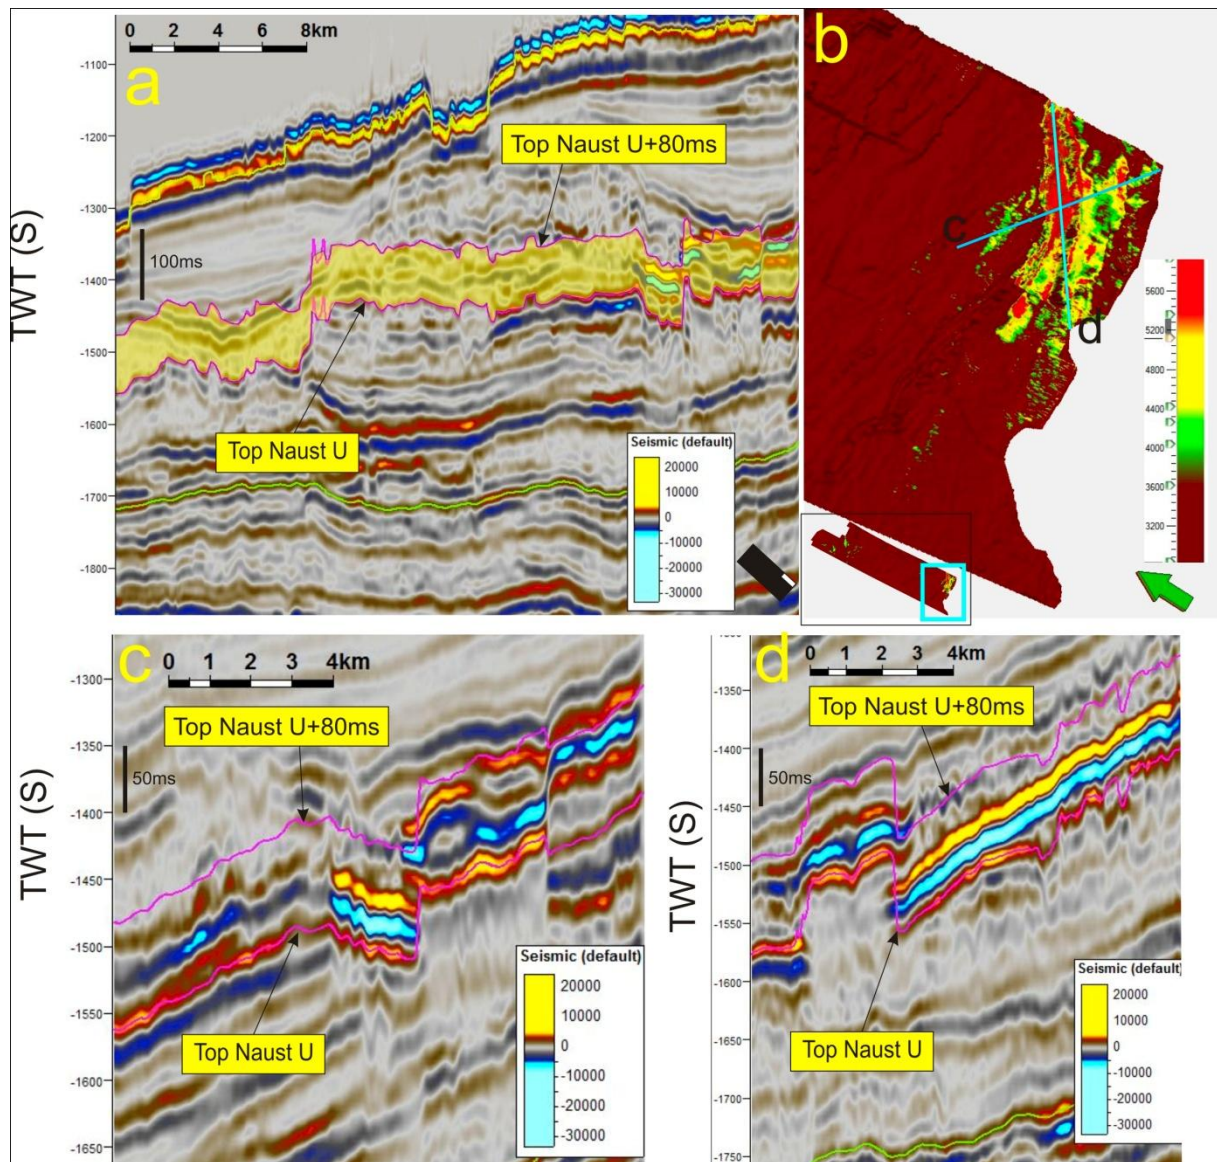 0 2 4 6 8km
a
-1100
-1200
-1300
-1400
-1500
-1600
-1700
-1800
TWT (S)
100ms
Top Naust U+80ms
Top Naust U
Seismic (default)
20000
10000
0
-10000
-20000
-30000
b
c
d
5600
5200
4800
4400
4000
3600
3200
c
0 1 2 3 4km
-1300
-1350
-1400
-1450
-1500
-1550
-1600
-1650
TWT (S)
50ms
Top Naust U+80ms
Top Naust U
Seismic (default)
20000
10000
0
-10000
-20000
-30000
d
0 1 2 3 4km
-1350
-1400
-1450
-1500
-1550
-1600
-1650
-1700
-1750
TWT (S)
50ms
Top Naust U+80ms
Top Naust U
Seismic (default)
20000
10000
0
-10000
-20000
-30000